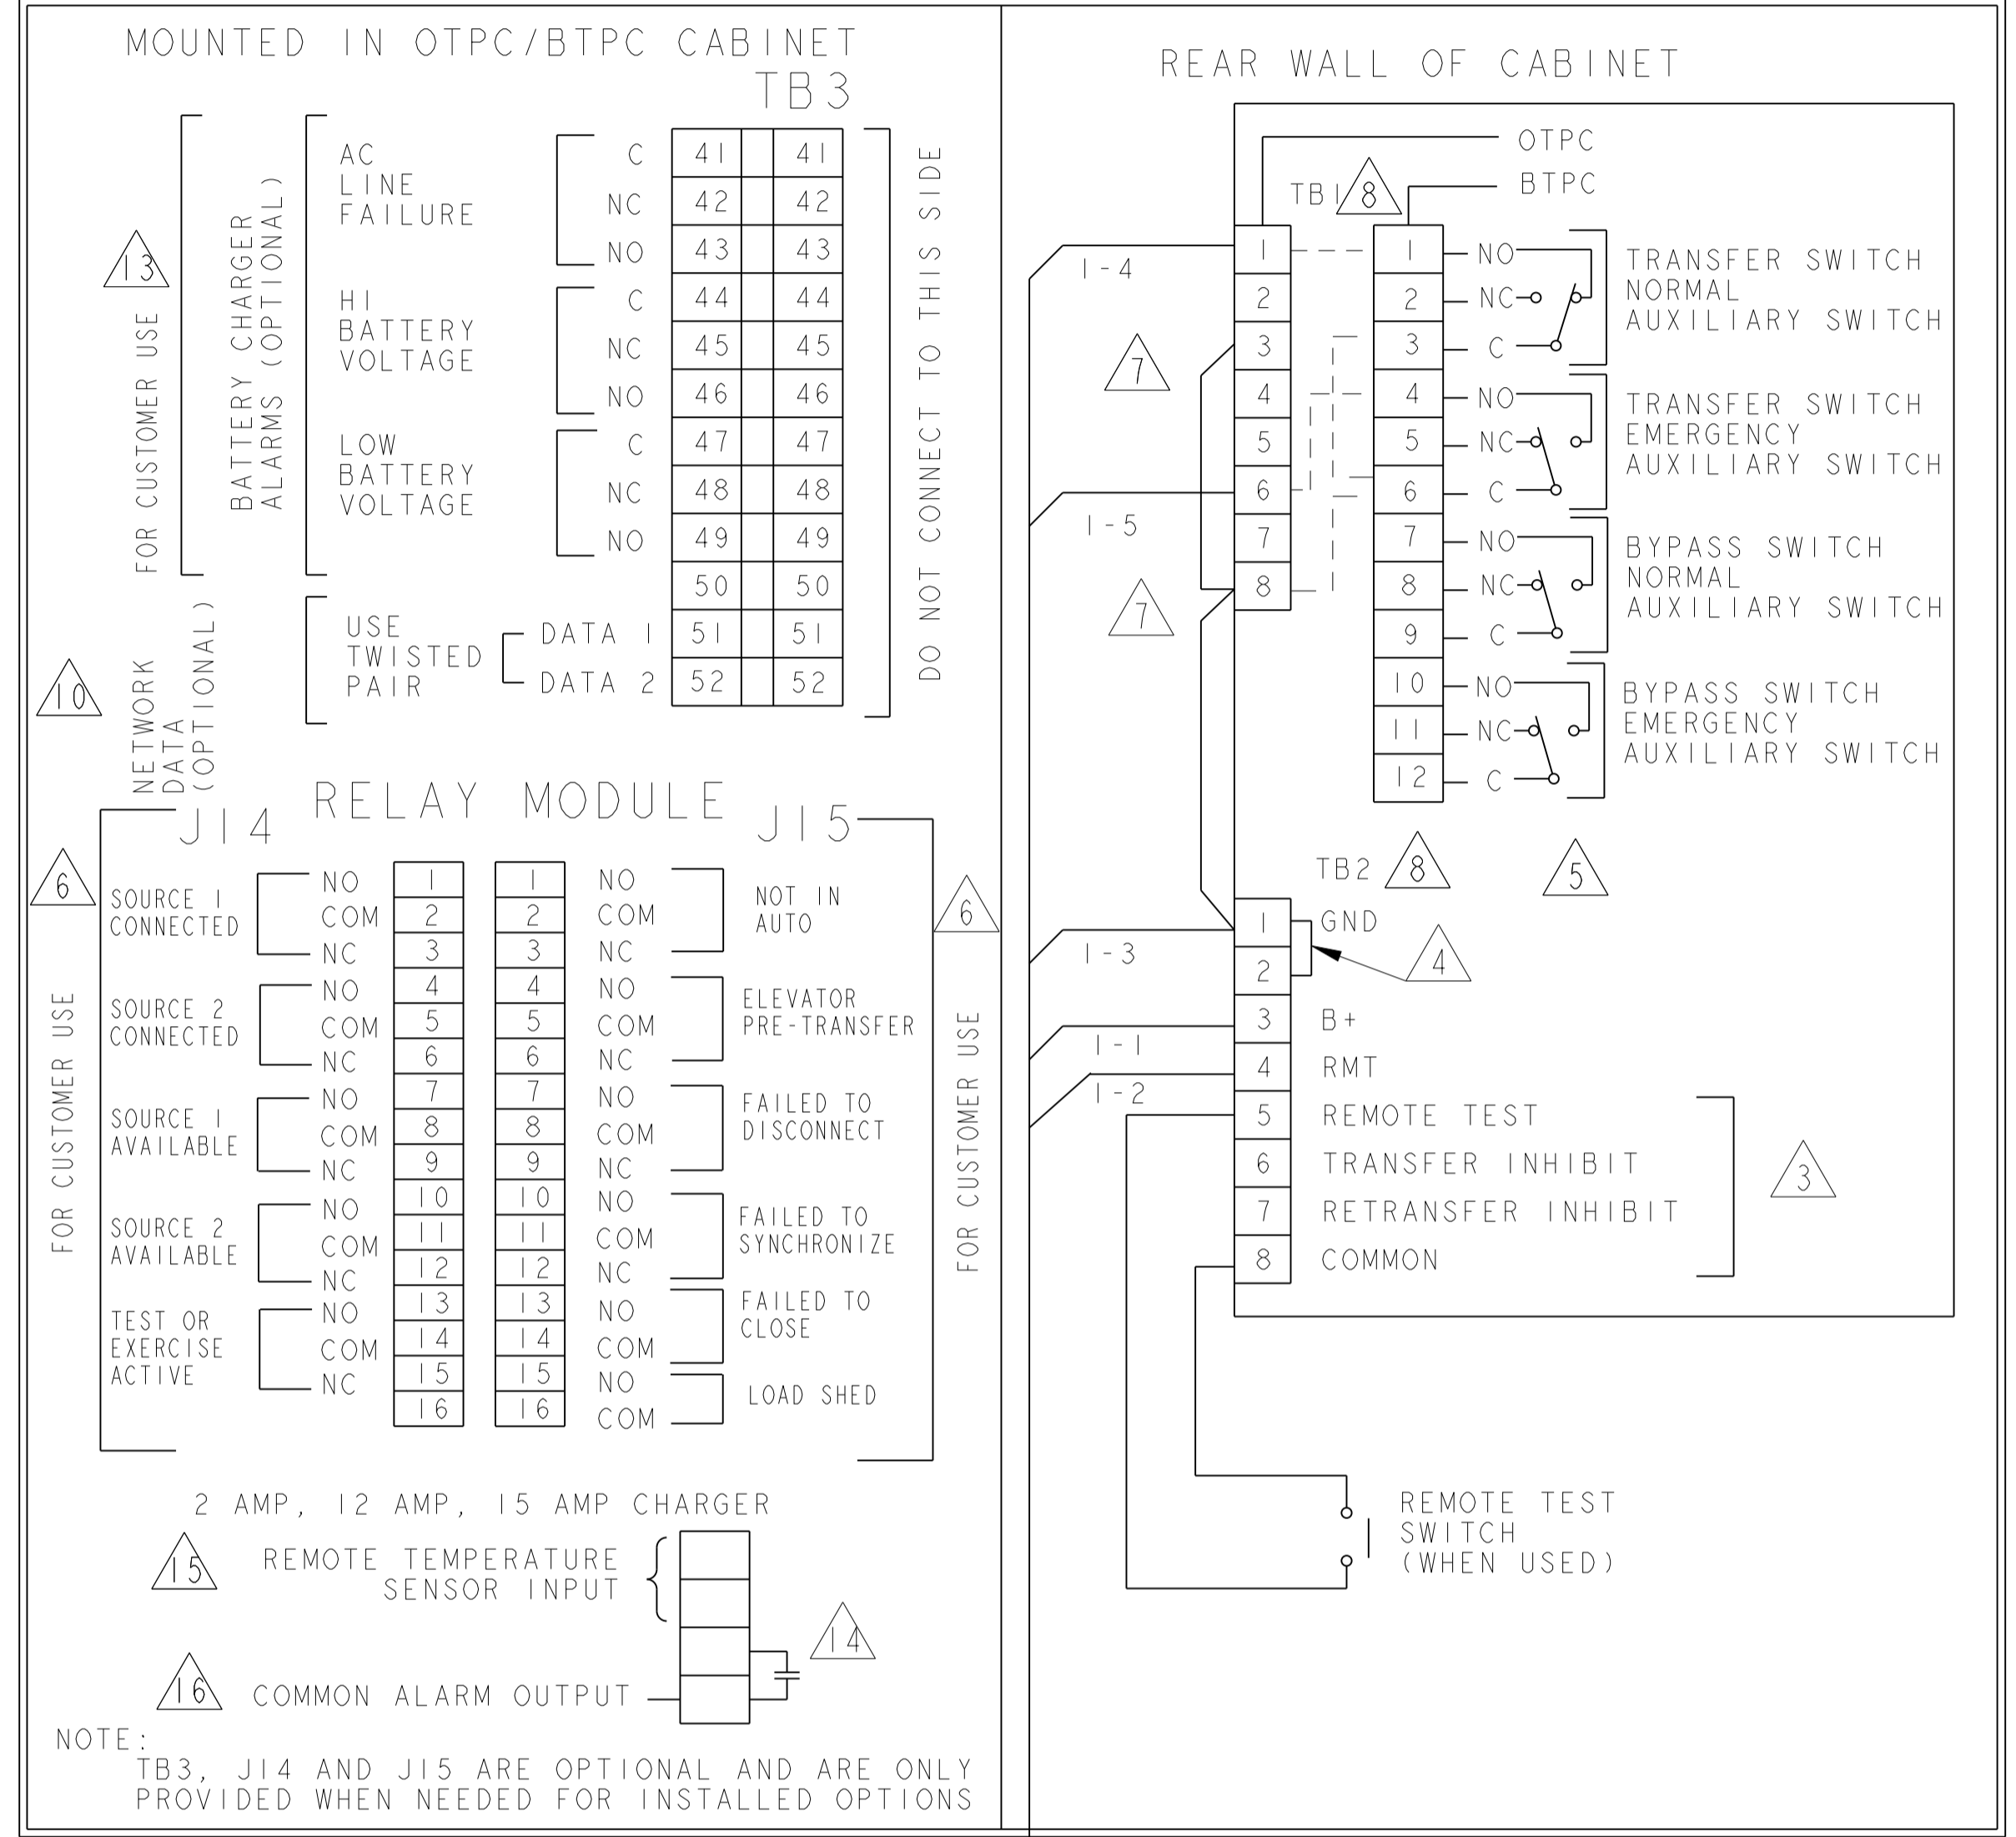 MOUNTED IN OTPC/BTPC CABINET
TB3
13
FOR CUSTOMER USE
BATTERY CHARGER
ALARMS (OPTIONAL)
AC
LINE
FAILURE
C 41 41
NC 42 42
NO 43 43
HI
BATTERY
VOLTAGE
C 44 44
NC 45 45
NO 46 46
LOW
BATTERY
VOLTAGE
C 47 47
NC 48 48
NO 49 49
50 50
10
NETWORK
DATA
(OPTIONAL)
USE
TWISTED
PAIR
DATA 1 51 51
DATA 2 52 52
DO NOT CONNECT TO THIS SIDE
RELAY MODULE
J14
J15
6
FOR CUSTOMER USE
SOURCE 1
CONNECTED
NO 1
COM 2
NC 3
SOURCE 2
CONNECTED
NO 4
COM 5
NC 6
SOURCE 1
AVAILABLE
NO 7
COM 8
NC 9
SOURCE 2
AVAILABLE
NO 10
COM 11
NC 12
TEST OR
EXERCISE
ACTIVE
NO 13
COM 14
NC 15
16
1 NO
2 COM
3 NC
NOT IN
AUTO
4 NO
5 COM
6 NC
ELEVATOR
PRE-TRANSFER
7 NO
8 COM
9 NC
FAILED TO
DISCONNECT
10 NO
11 COM
12 NC
FAILED TO
SYNCHRONIZE
13 NO
14 COM
FAILED TO
CLOSE
15 NO
16 COM
LOAD SHED
6
FOR CUSTOMER USE
2 AMP, 12 AMP, 15 AMP CHARGER
15
REMOTE TEMPERATURE
SENSOR INPUT
14
16
COMMON ALARM OUTPUT
NOTE:
TB3, J14 AND J15 ARE OPTIONAL AND ARE ONLY
PROVIDED WHEN NEEDED FOR INSTALLED OPTIONS
REAR WALL OF CABINET
OTPC
BTPC
TB1 8
1-4
7
1-5
7
1
2
3
4
5
6
7
8
1 NO
2 NC
3 C
TRANSFER SWITCH
NORMAL
AUXILIARY SWITCH
4 NO
5 NC
6 C
TRANSFER SWITCH
EMERGENCY
AUXILIARY SWITCH
7 NO
8 NC
9 C
BYPASS SWITCH
NORMAL
AUXILIARY SWITCH
10 NO
11 NC
12 C
BYPASS SWITCH
EMERGENCY
AUXILIARY SWITCH
TB2 8
5
1-3
1-1
1-2
1 GND
2
4
3 B+
4 RMT
5 REMOTE TEST
6 TRANSFER INHIBIT
7 RETRANSFER INHIBIT
8 COMMON
3
REMOTE TEST
SWITCH
(WHEN USED)